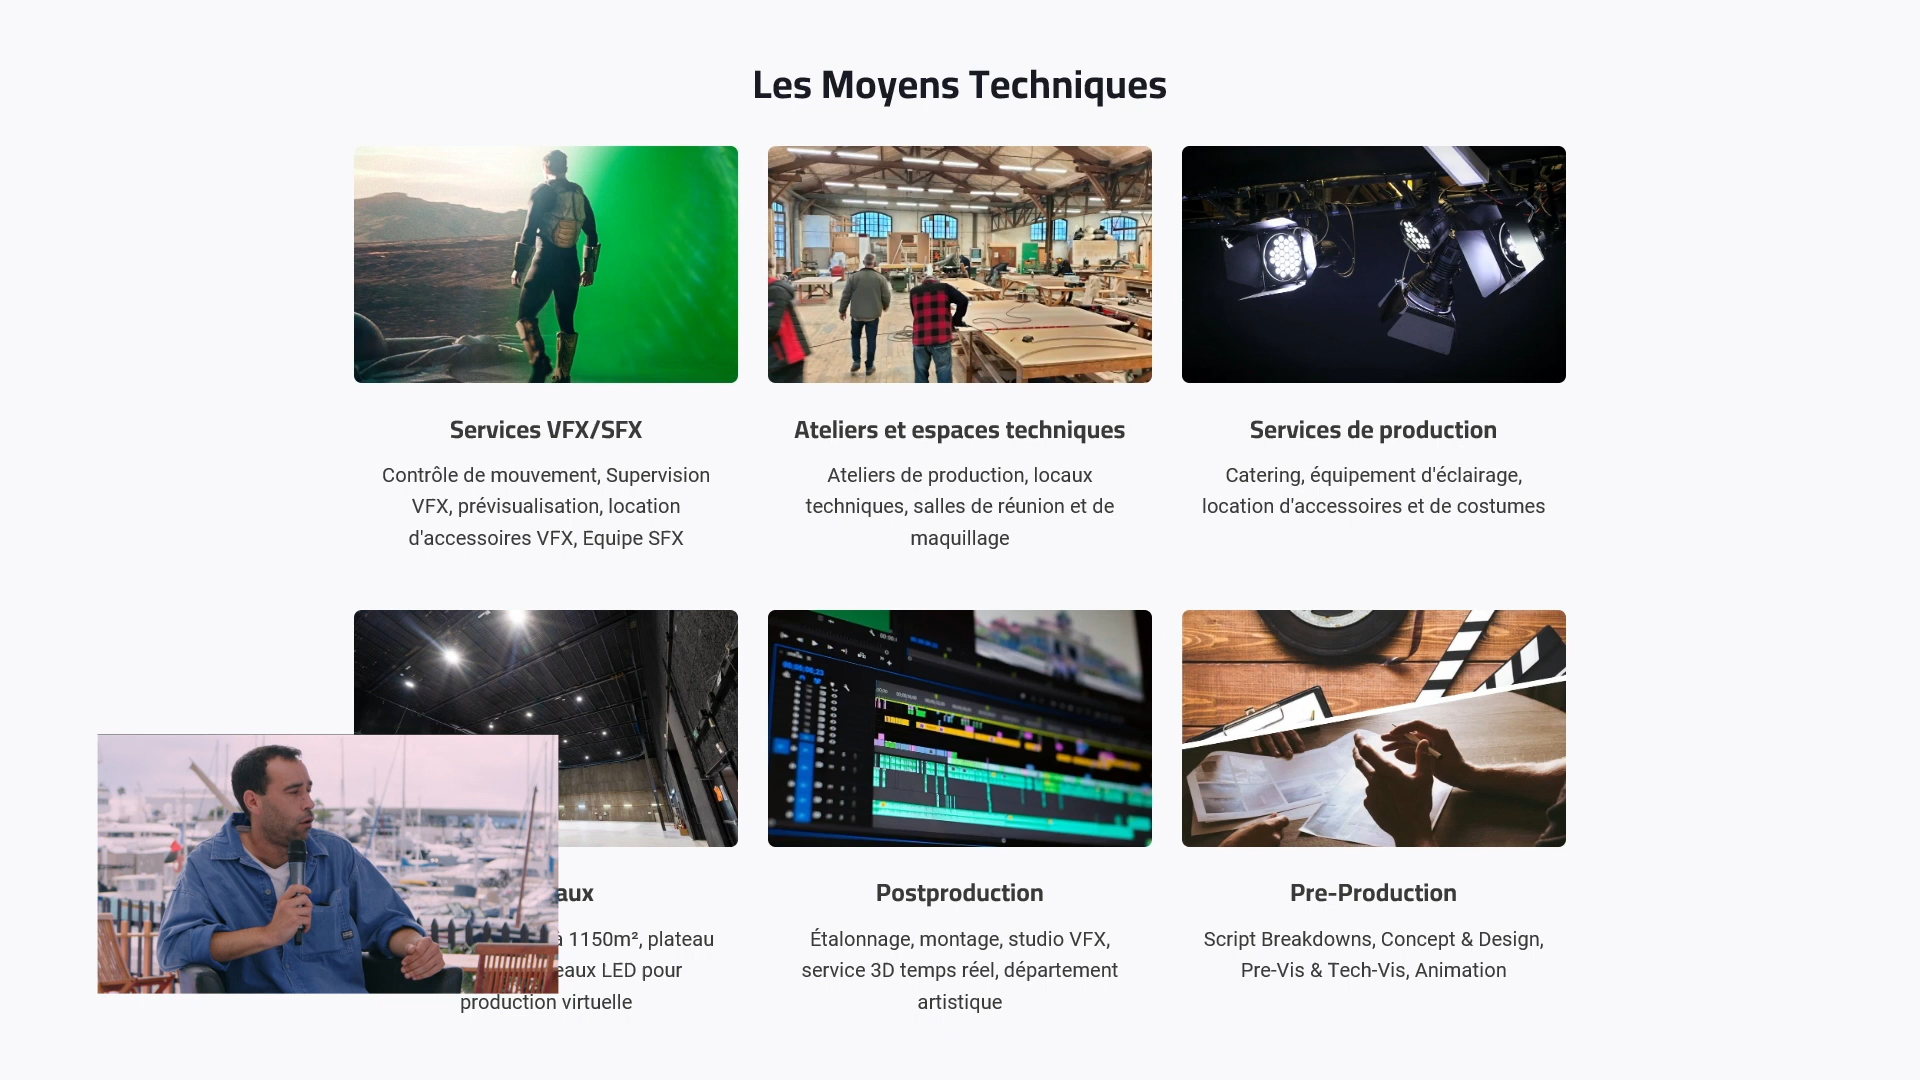 Les Moyens Techniques
Services VFX/SFX
Contrôle de mouvement, Supervision
VFX, prévisualisation, location
d'accessoires VFX, Equipe SFX
Ateliers et espaces techniques
Ateliers de production, locaux
techniques, salles de réunion et de
maquillage
Services de production
Catering, équipement d'éclairage,
location d'accessoires et de costumes
aux
à 1150m², plateau
eaux LED pour
production virtuelle
Postproduction
Étalonnage, montage, studio VFX,
service 3D temps réel, département
artistique
Pre-Production
Script Breakdowns, Concept & Design,
Pre-Vis & Tech-Vis, Animation